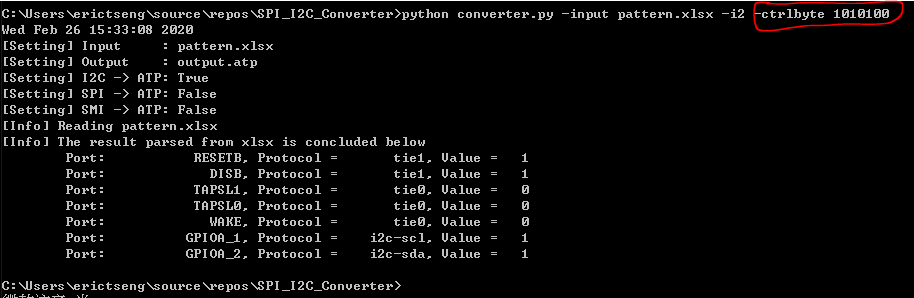 C:\Users\erictseng\source\repos\SPI_I2C_Converter>python converter.py -input pattern.xlsx -i2 -ctrlbyte 1010100
Wed Feb 26 15:33:08 2020
[Setting] Input     : pattern.xlsx
[Setting] Output    : output.atp
[Setting] I2C -> ATP: True
[Setting] SPI -> ATP: False
[Setting] SMI -> ATP: False
[Info] Reading pattern.xlsx
[Info] The result parsed from xlsx is concluded below
Port: RESETB, Protocol = tie1, Value = 1
Port: DISB, Protocol = tie1, Value = 1
Port: TAPSL1, Protocol = tie0, Value = 0
Port: TAPSL0, Protocol = tie0, Value = 0
Port: WAKE, Protocol = tie0, Value = 0
Port: GPIOA_1, Protocol = i2c-scl, Value = 1
Port: GPIOA_2, Protocol = i2c-sda, Value = 1
C:\Users\erictseng\source\repos\SPI_I2C_Converter>